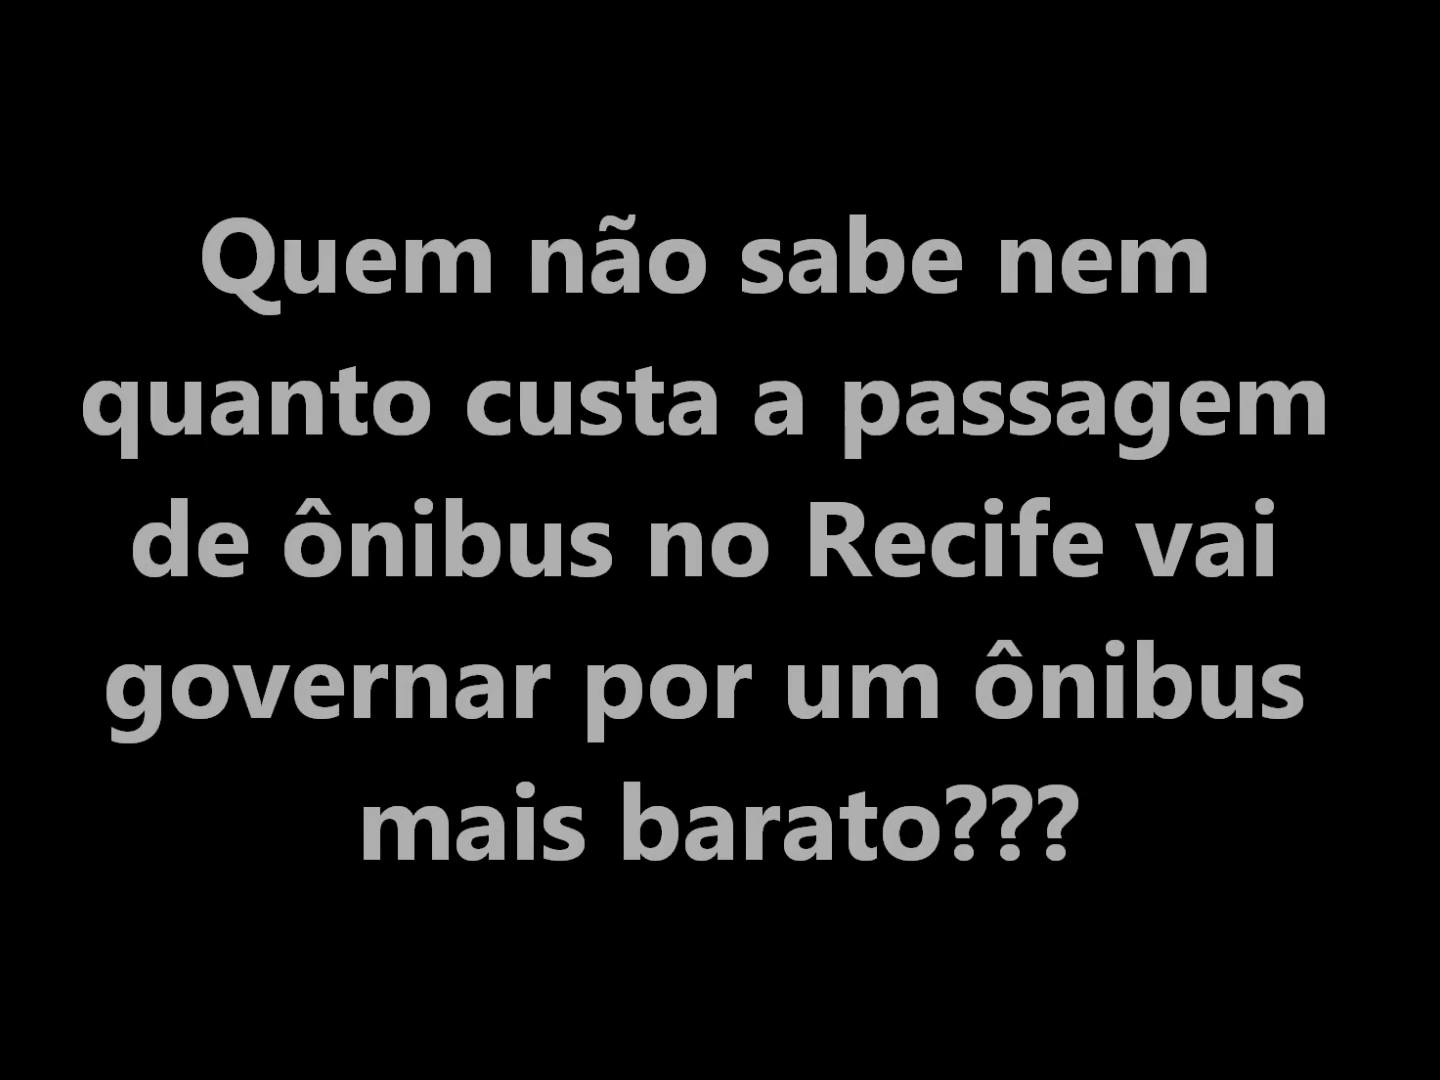 Quem não sabe nem
quanto custa a passagem
de ônibus no Recife vai
governar por um ônibus
mais barato???